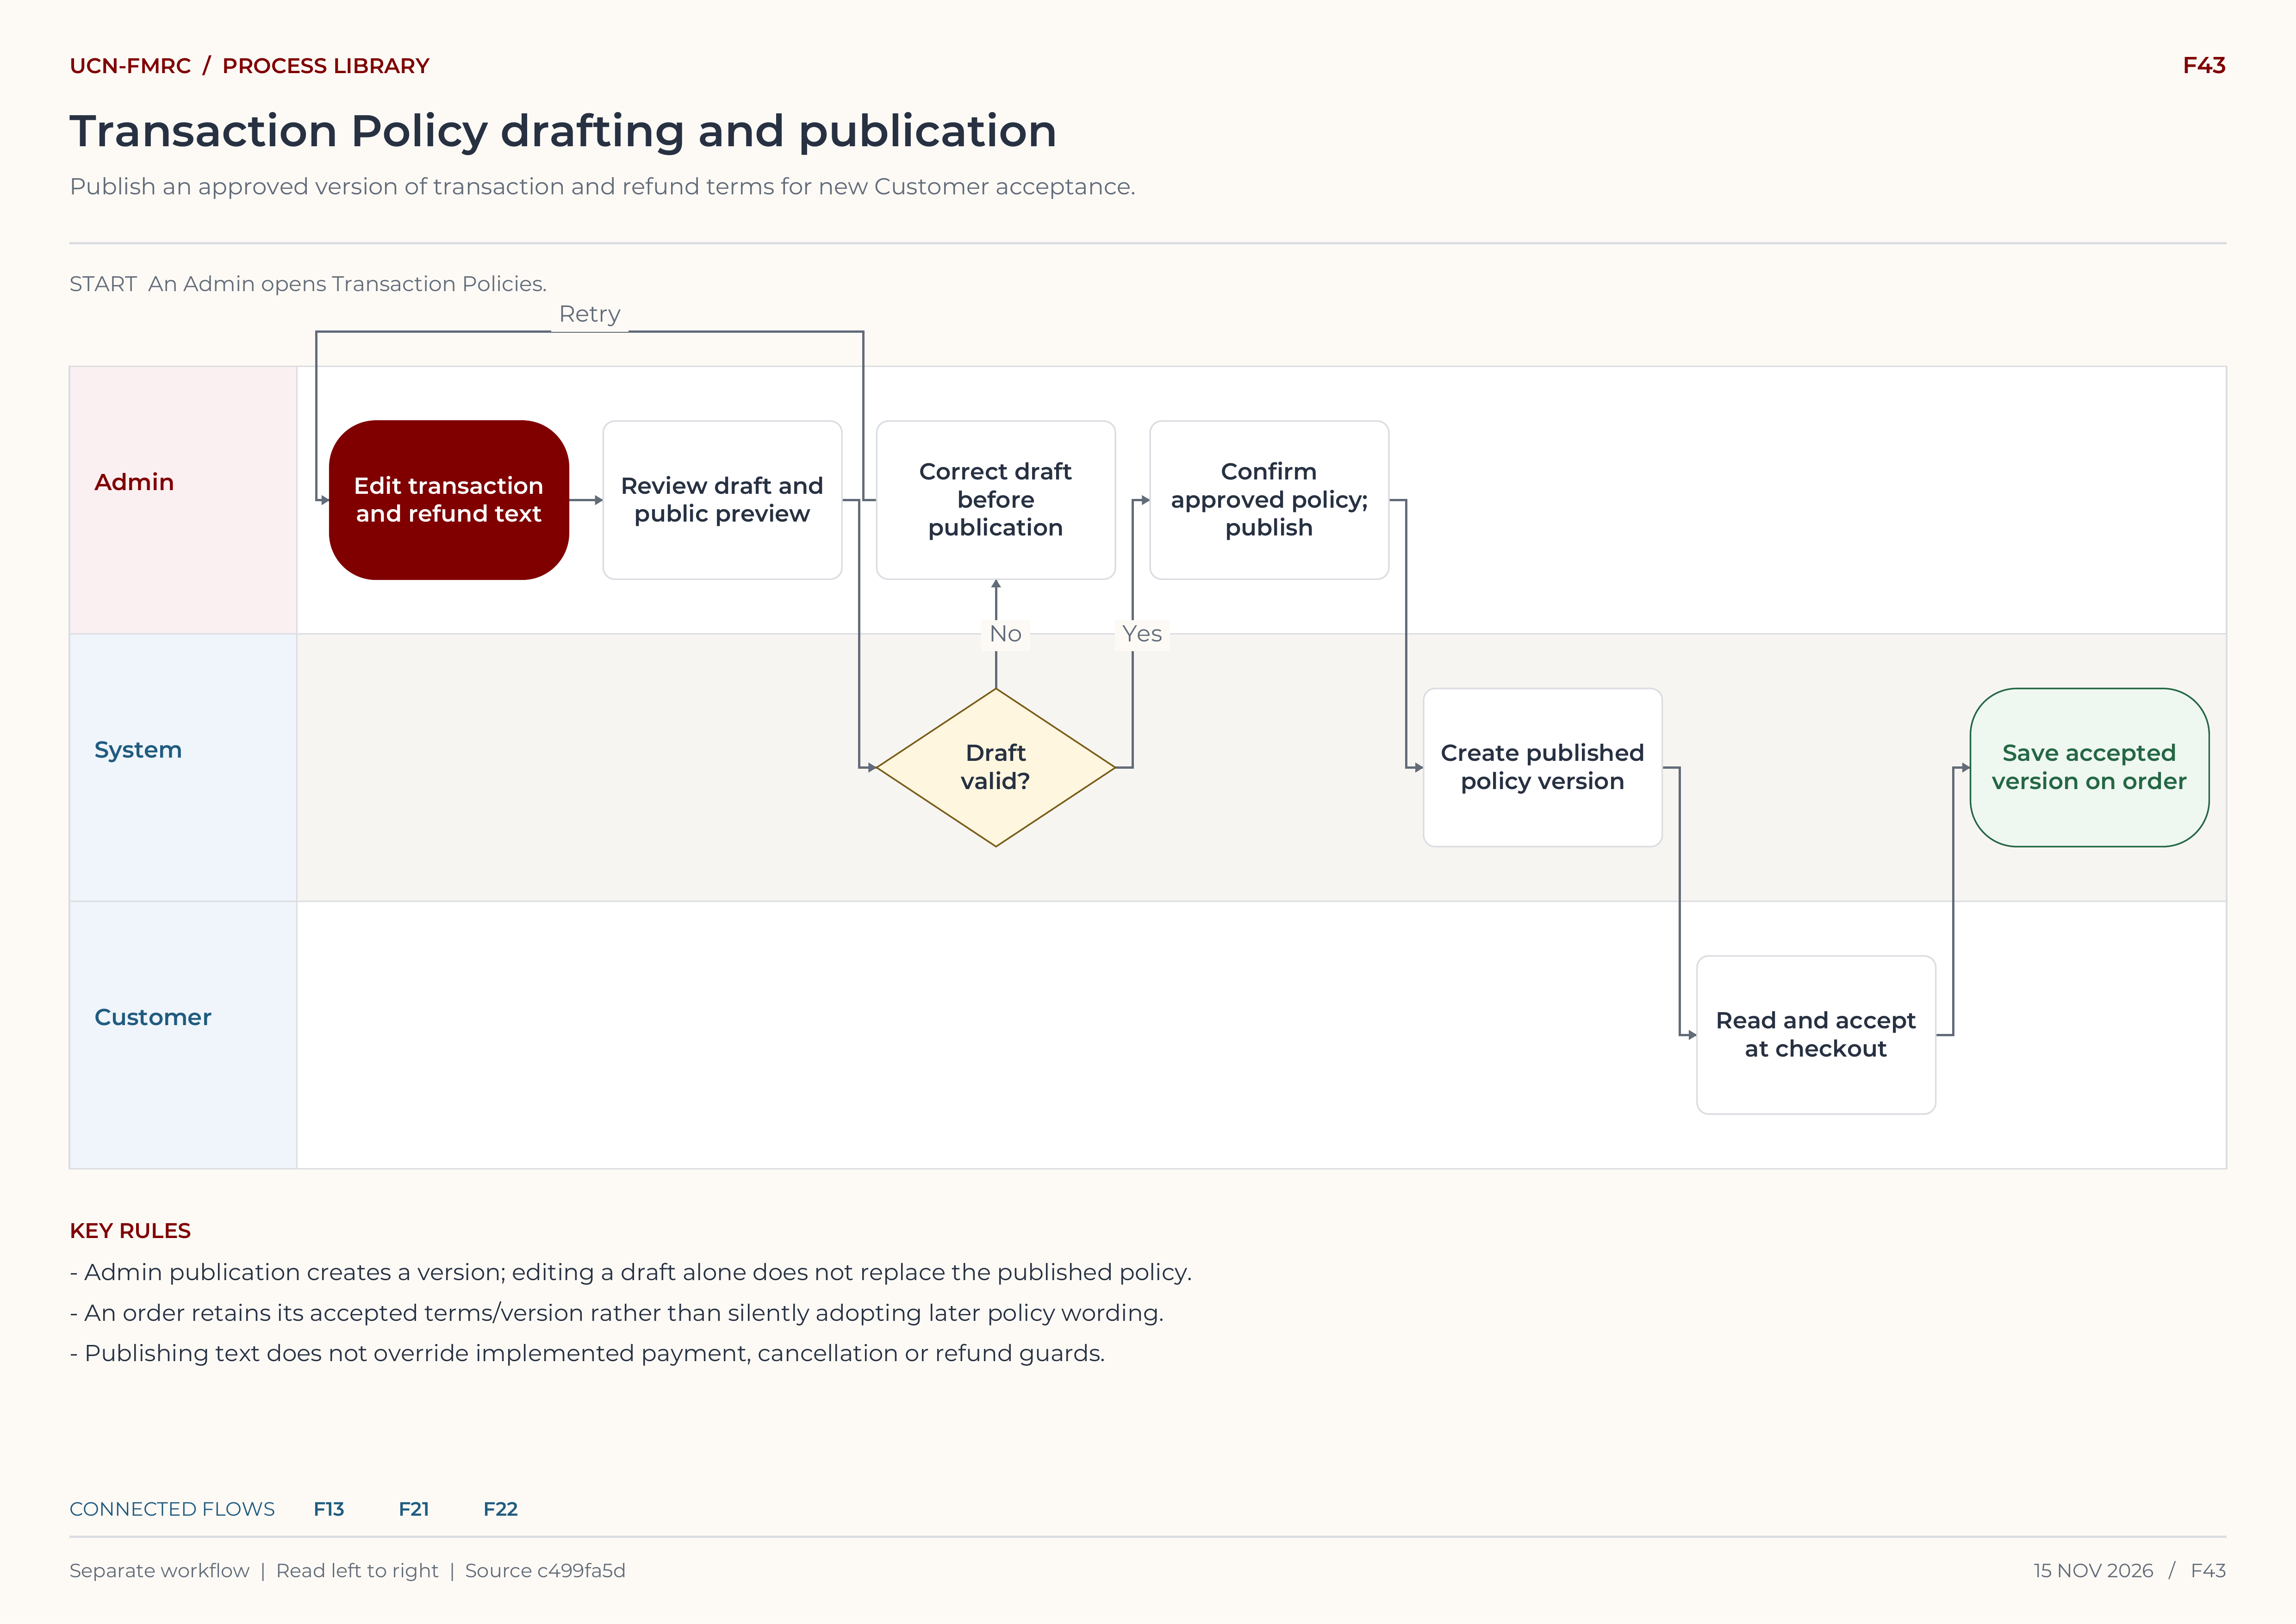 UCN-FMRC / PROCESS LIBRARY
F43
Transaction Policy drafting and publication
Publish an approved version of transaction and refund terms for new Customer acceptance.
START An Admin opens Transaction Policies.
Retry
Admin
Edit transaction
and refund text
Review draft and
public preview
Correct draft
before
publication
Confirm
approved policy;
publish
No
Yes
System
Draft
valid?
Create published
policy version
Save accepted
version on order
Customer
Read and accept
at checkout
KEY RULES
- Admin publication creates a version; editing a draft alone does not replace the published policy.
- An order retains its accepted terms/version rather than silently adopting later policy wording.
- Publishing text does not override implemented payment, cancellation or refund guards.
CONNECTED FLOWS F13 F21 F22
Separate workflow | Read left to right | Source c499fa5d
15 NOV 2026 / F43